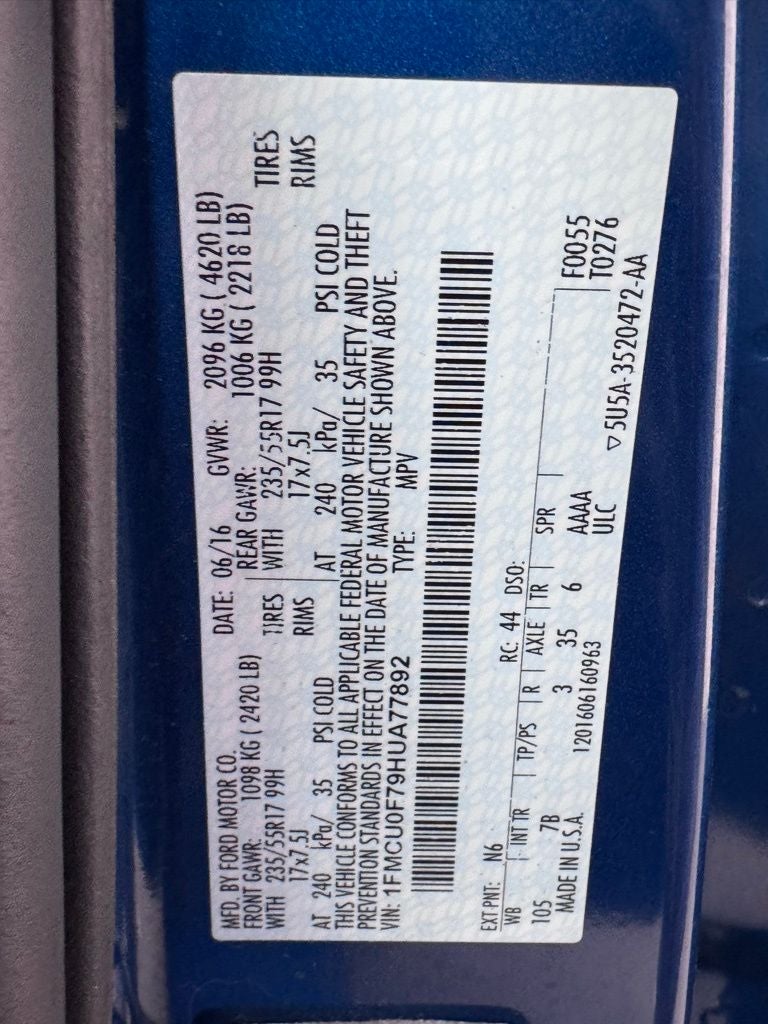 MFD. BY FORD MOTOR CO. DATE: 06/16 GVWR: 2096 KG ( 4620 LB)
FRONT GAWR: 1098 KG ( 2420 LB) REAR GAWR: 1006 KG ( 2218 LB)
WITH 235/55R17 99H TIRES WITH 235/55R17 99H TIRES
17x7.5J RIMS 17x7.5J RIMS
AT 240 kPa/ 35 PSI COLD AT 240 kPa/ 35 PSI COLD
THIS VEHICLE CONFORMS TO ALL APPLICABLE FEDERAL MOTOR VEHICLE SAFETY AND THEFT
PREVENTION STANDARDS IN EFFECT ON THE DATE OF MANUFACTURE SHOWN ABOVE.
VIN: 1FMCU0F79HUA77892 TYPE: MPV
EXT PNT: N6 RC: 44 DSO: F0055
WB INT TR TP/PS R AXLE TR SPR T0276
105 7B 3 35 6 AAAA
MADE IN U.S.A. 1201606160963 ULC
▽5U5A-3520472-AA